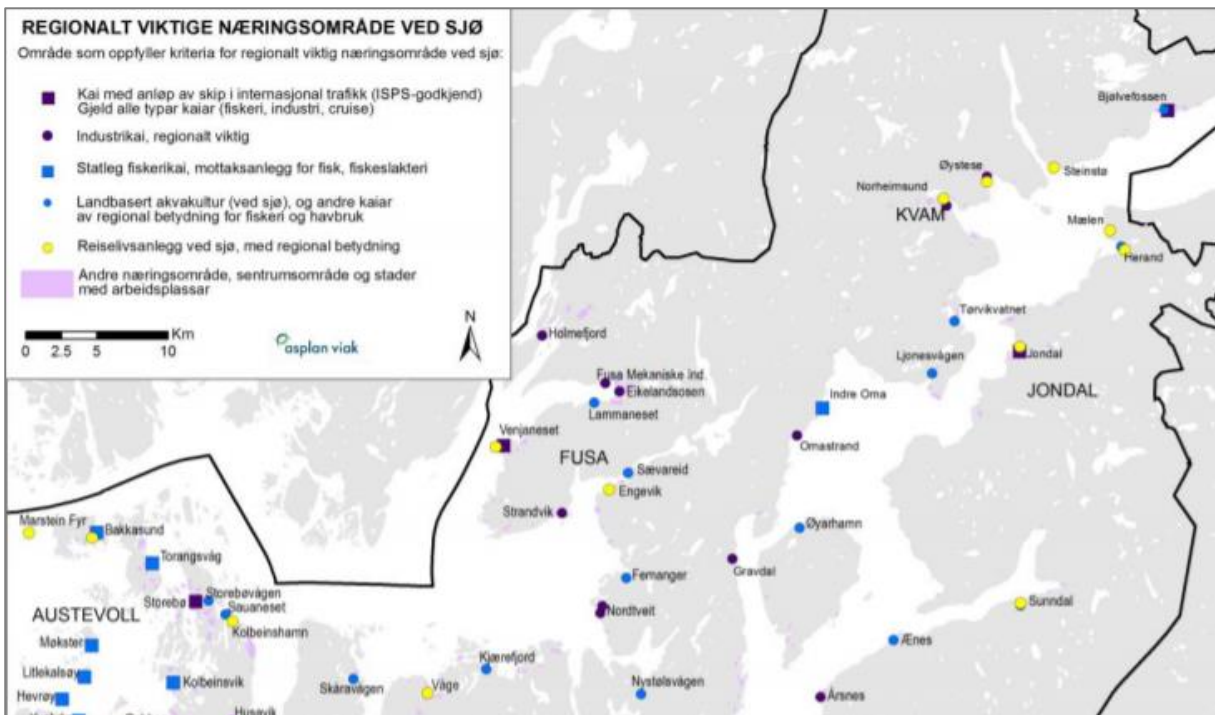 REGIONALT VIKTIGE NÆRINGSOMRÅDE VED SJØ
Område som oppfyller kriteria for regionalt viktig næringsområde ved sjø:
Kai med anløp av skip i internasjonal trafikk (ISPS-godkjend)
Gjeld alle typar kaiar (fiskeri, industri, cruise)
Industrikai, regionalt viktig
Statleg fiskerikai, mottaksanlegg for fisk, fiskeslakteri
Landbasert akvakultur (ved sjø), og andre kaiar
av regional betydning for fiskeri og havbruk
Reiselivsanlegg ved sjø, med regional betydning
Andre næringsområde, sentrumsområde og stader
med arbeidsplassar
Km
0 2.5 5 10
asplan viak
N
Bjølvefossen
Øystesø
Steinstø
Norheimsund
KVAM
Mælen
Herand
Tørvikvatnet
Holmefjord
Ljonesvågen
Jondal
Fusa Mekaniske Ind.
Eikelandsosen
JONDAL
Lammaneset
Indre Oma
Venjaneset
Omastrand
FUSA
Sævareid
Engevik
Strandvik
Marstein Fyr
Bakkasund
Øyarhamn
Torangsvåg
Gravdal
Femanger
Storebø
Storebøvågen
Sauaneset
Nordtveit
Sunndal
AUSTEVOLL
Kolbeinshamn
Møkster
Ænes
Kjærefjord
Litlekalsøy
Kolbeinsvik
Skåravågen
Våge
Nystølsvågen
Årsnes
Hevrøy
Husavik